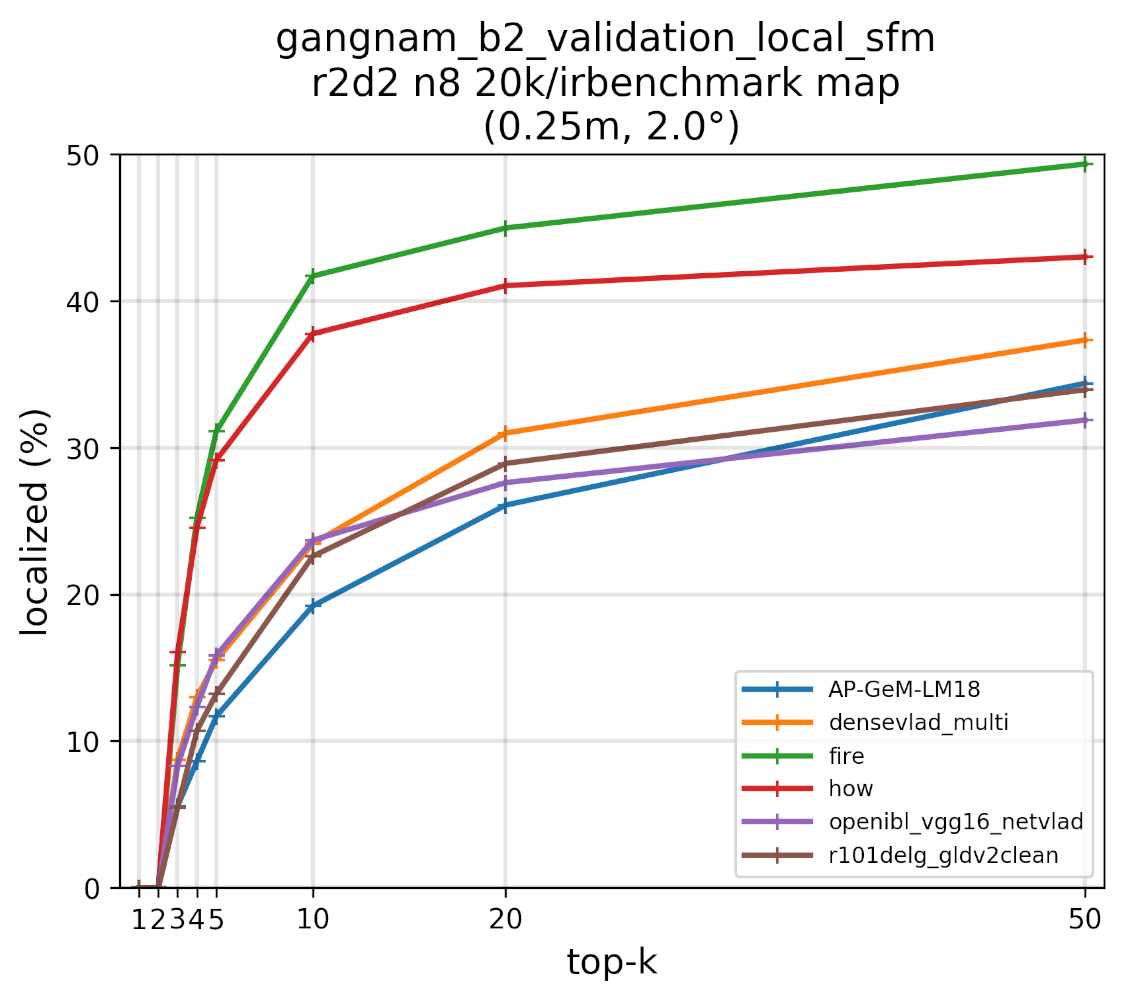 gangnam_b2_validation_local_sfm
r2d2 n8 20k/irbenchmark map
(0.25m, 2.0°)
50
40
30
20
10
0
localized (%)
1 2 3 4 5 10 20 50
top-k
AP-GeM-LM18
densevlad_multi
fire
how
openibl_vgg16_netvlad
r101delg_gldv2clean